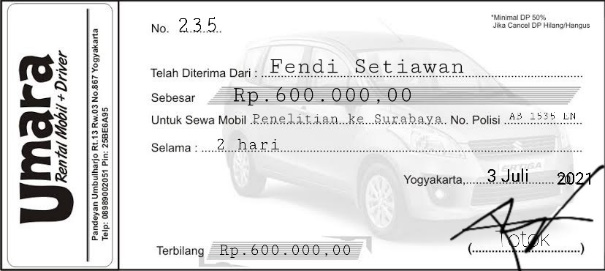 Umara
Rental Mobil + Driver
Pandeyan Umbulharjo Rt.13 Rw.03 No.867 Yogyakarta
Telp: 08989002051 Pin: 25BE6A95
No. 235
*Minimal DP 50%
Jika Cancel DP Hilang/Hangus
Telah Diterima Dari : Fendi Setiawan
Sebesar Rp.600.000,00
Untuk Sewa Mobil Penelitian ke Surabaya No. Polisi AB 1535 LN
Selama : 2 hari
Yogyakarta, 3 Juli 2021
Terbilang Rp.600.000,00
(Totok)